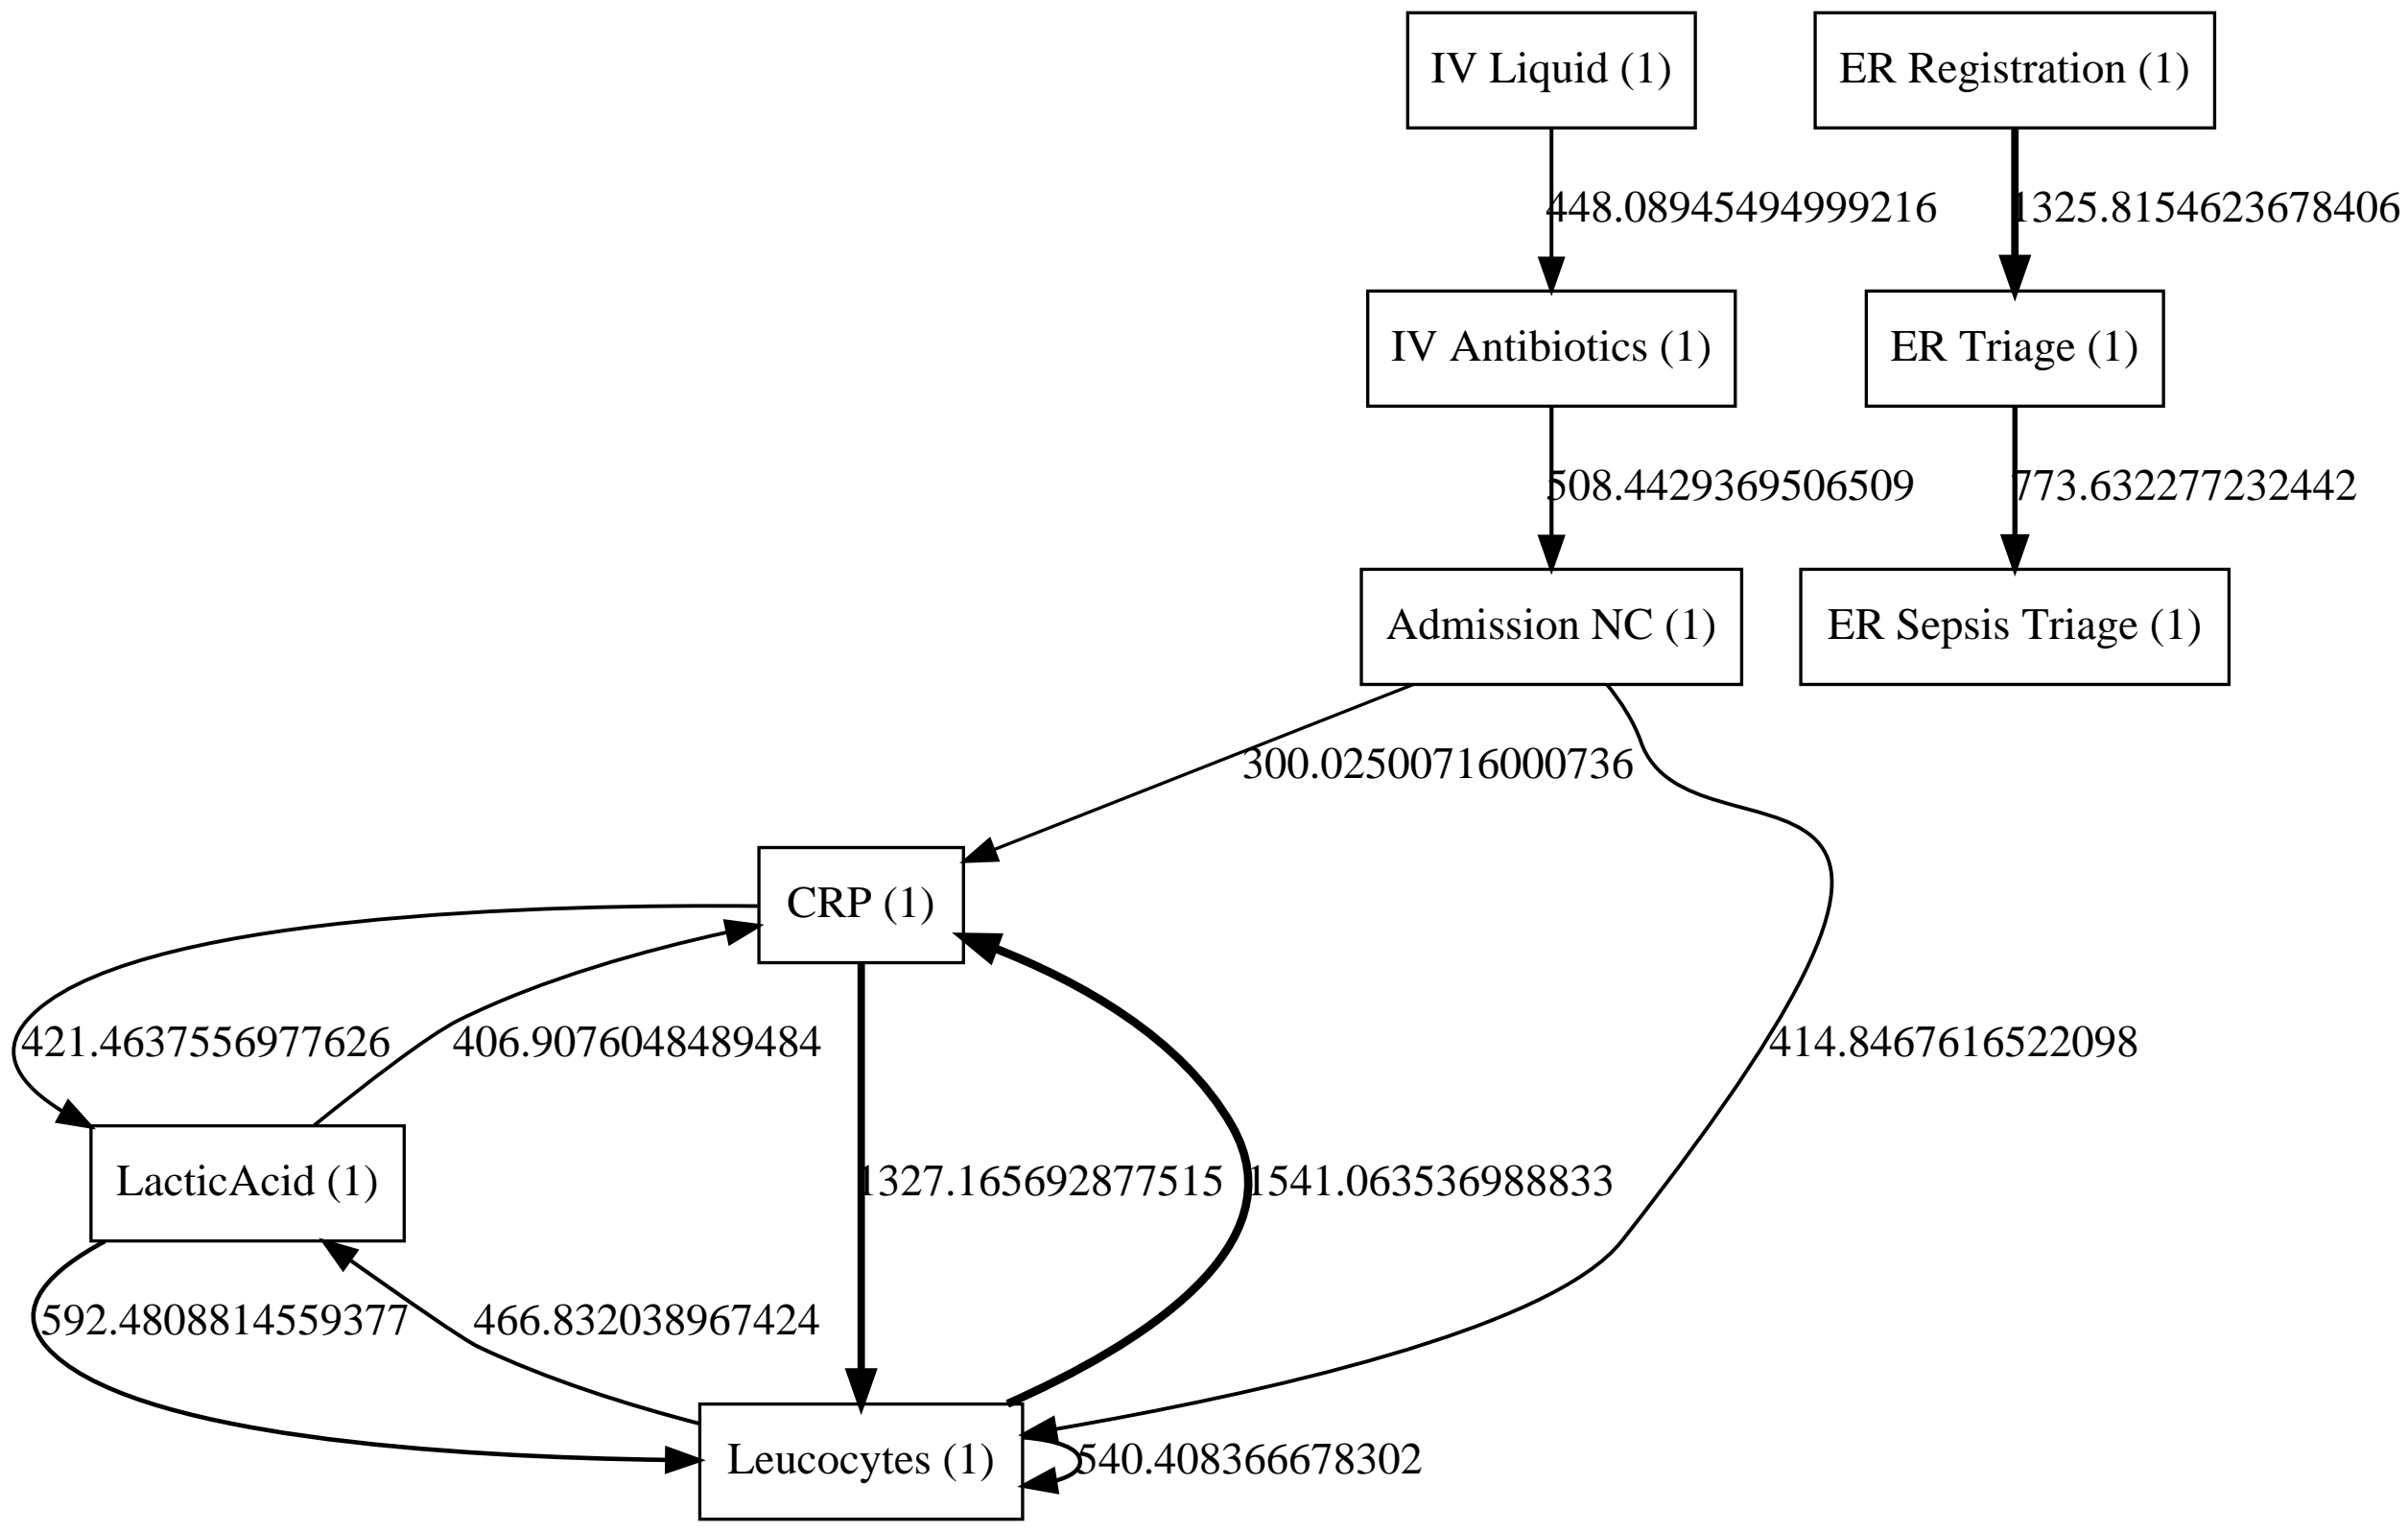 IV Liquid (1)
ER Registration (1)
448.08945494999216
1325.8154623678406
IV Antibiotics (1)
ER Triage (1)
508.4429369506509
773.632277232442
Admission NC (1)
ER Sepsis Triage (1)
300.02500716000736
CRP (1)
421.4637556977626
406.9076048489484
414.8467616522098
LacticAcid (1)
1327.165692877515
1541.063536988833
592.4808814559377
466.832038967424
Leucocytes (1)
540.408366678302